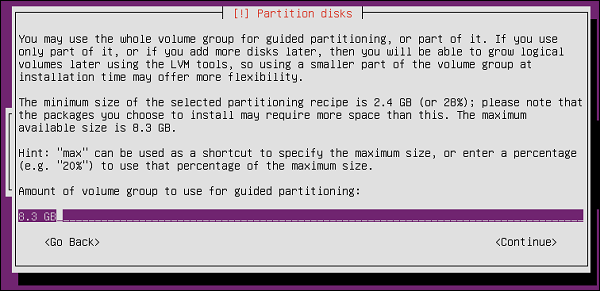 [!] Partition disks
You may use the whole volume group for guided partitioning, or part of it. If you use
only part of it, or if you add more disks later, then you will be able to grow logical
volumes later using the LVM tools, so using a smaller part of the volume group at
installation time may offer more flexibility.
The minimum size of the selected partitioning recipe is 2.4 GB (or 28%); please note that
the packages you choose to install may require more space than this. The maximum
available size is 8.3 GB.
Hint: "max" can be used as a shortcut to specify the maximum size, or enter a percentage
(e.g. "20%") to use that percentage of the maximum size.
Amount of volume group to use for guided partitioning:
8.3 GB
<Go Back> <Continue>